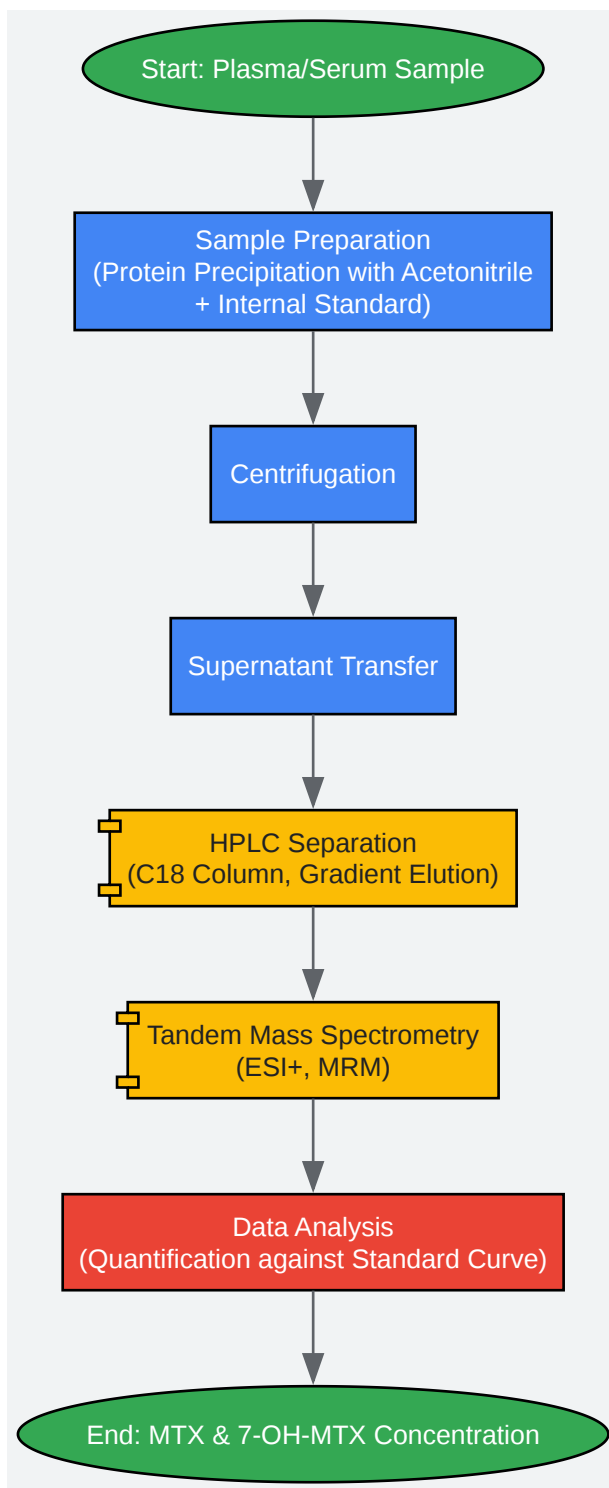 Start: Plasma/Serum Sample
Sample Preparation
(Protein Precipitation with Acetonitrile
+ Internal Standard)
Centrifugation
Supernatant Transfer
HPLC Separation
(C18 Column, Gradient Elution)
Tandem Mass Spectrometry
(ESI+, MRM)
Data Analysis
(Quantification against Standard Curve)
End: MTX & 7-OH-MTX Concentration